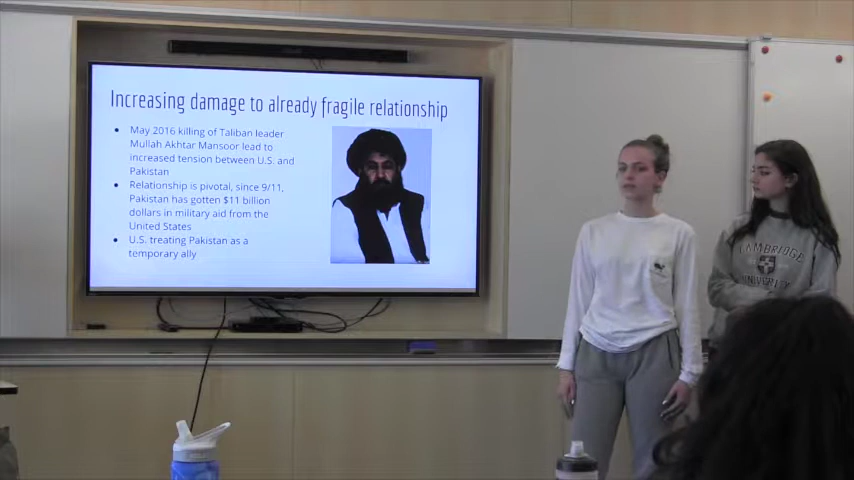 Increasing damage to already fragile relationship
● May 2016 killing of Taliban leader
Mullah Akhtar Mansoor lead to
increased tension between U.S. and
Pakistan
● Relationship is pivotal, since 9/11,
Pakistan has gotten $11 billion
dollars in military aid from the
United States
● U.S. treating Pakistan as a
temporary ally
CAMBRIDGE